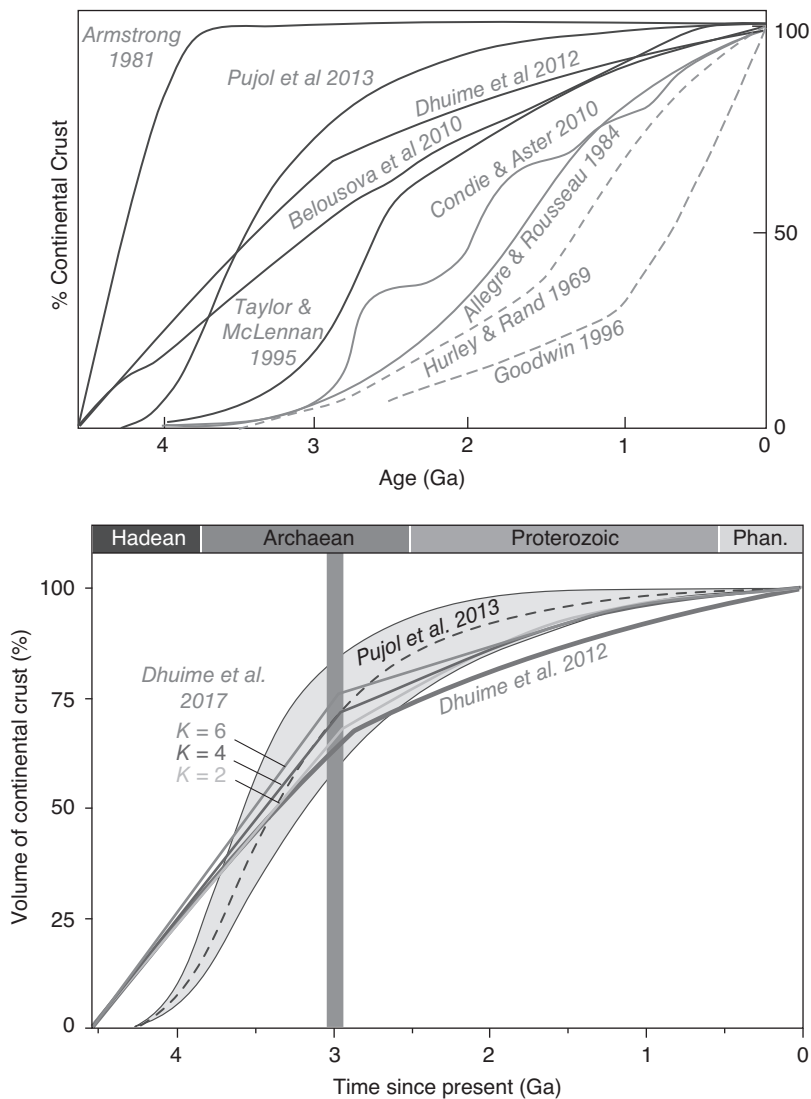 Armstrong
1981
Pujol et al 2013
Dhuime et al 2012
Belousova et al 2010
Condie & Aster 2010
Allegre & Rousseau 1984
Taylor &
McLennan
1995
Hurley & Rand 1969
Goodwin 1996
% Continental Crust
100
50
0
4
3
2
1
0
Age (Ga)
Hadean
Archaean
Proterozoic
Phan.
100
75
50
25
0
Volume of continental crust (%)
Pujol et al. 2013
Dhuime et al.
2017
Dhuime et al. 2012
K = 6
K = 4
K = 2
4
3
2
1
0
Time since present (Ga)